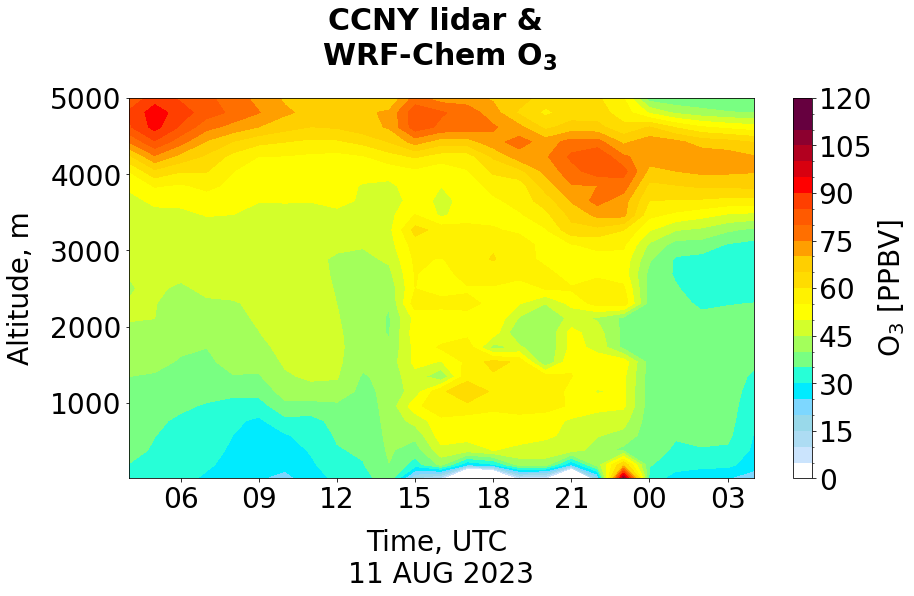 CCNY lidar &
WRF-Chem O₃
5000
4000
3000
2000
1000
Altitude, m
06 09 12 15 18 21 00 03
Time, UTC
11 AUG 2023
120
105
90
75
60
45
30
15
0
O₃ [PPBV]